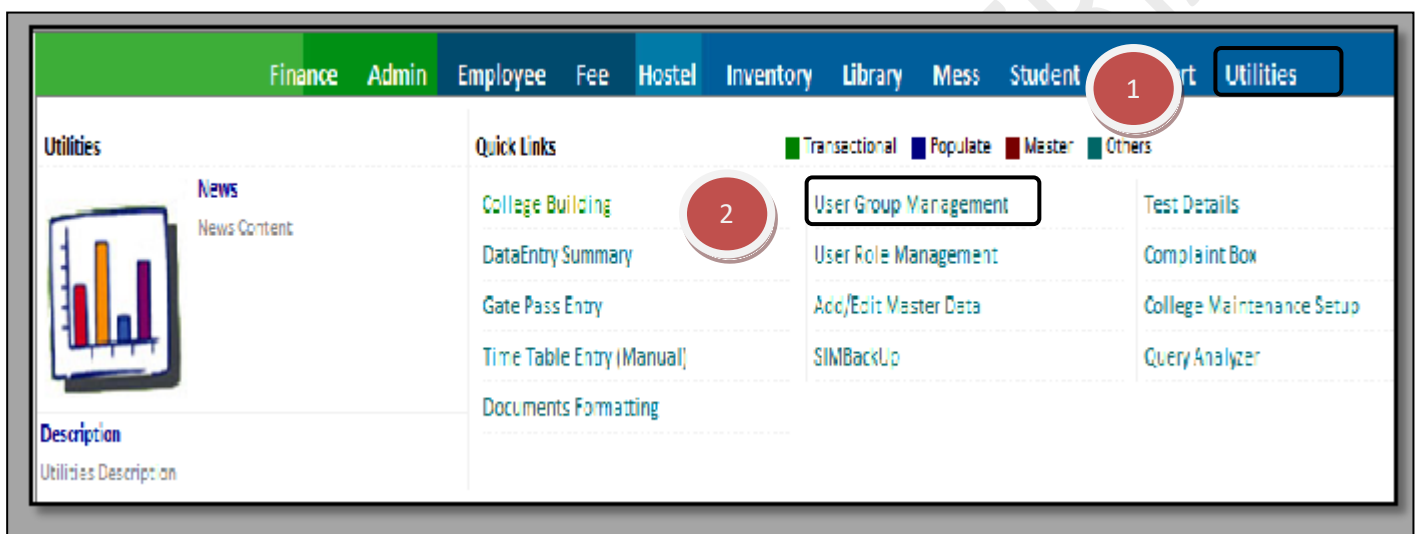 Finance Admin Employee Fee Hostel Inventory Library Mess Student 1 rt Utilities
Utilities
Quick Links
Transactional Populate Master Others
News
News Content
College Building
2
User Group Management
Test Details
DataEntry Summary
User Role Management
Complaint Box
Gate Pass Entry
Add/Edit Master Data
College Maintenance Setup
Time Table Entry (Manual)
SIMBackUp
Query Analyzer
Documents Formatting
Description
Utilities Description